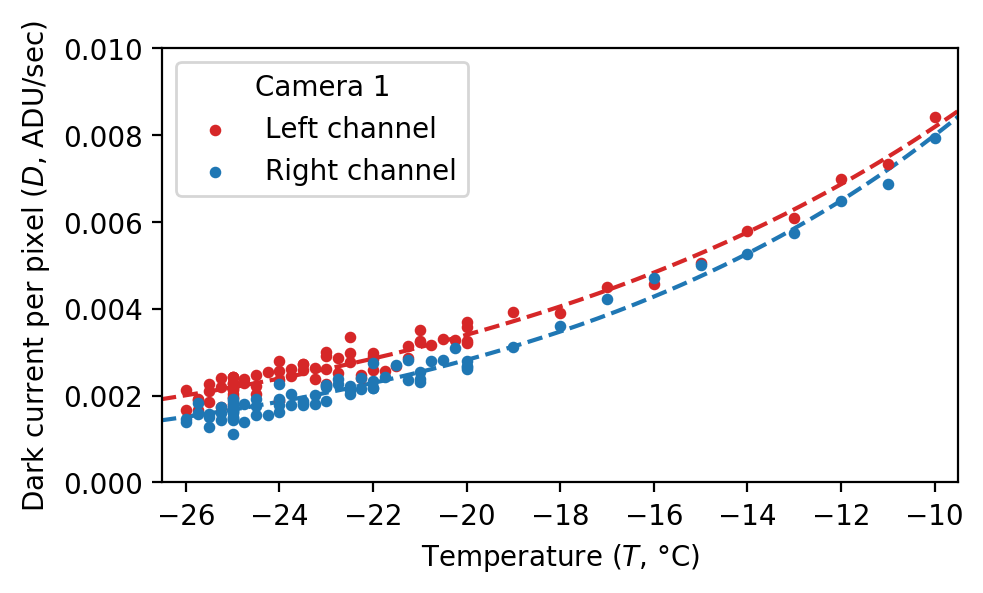 Dark current per pixel (D, ADU/sec)
0.010
0.008
0.006
0.004
0.002
0.000
Camera 1
Left channel
Right channel
−26 −24 −22 −20 −18 −16 −14 −12 −10
Temperature (T, °C)